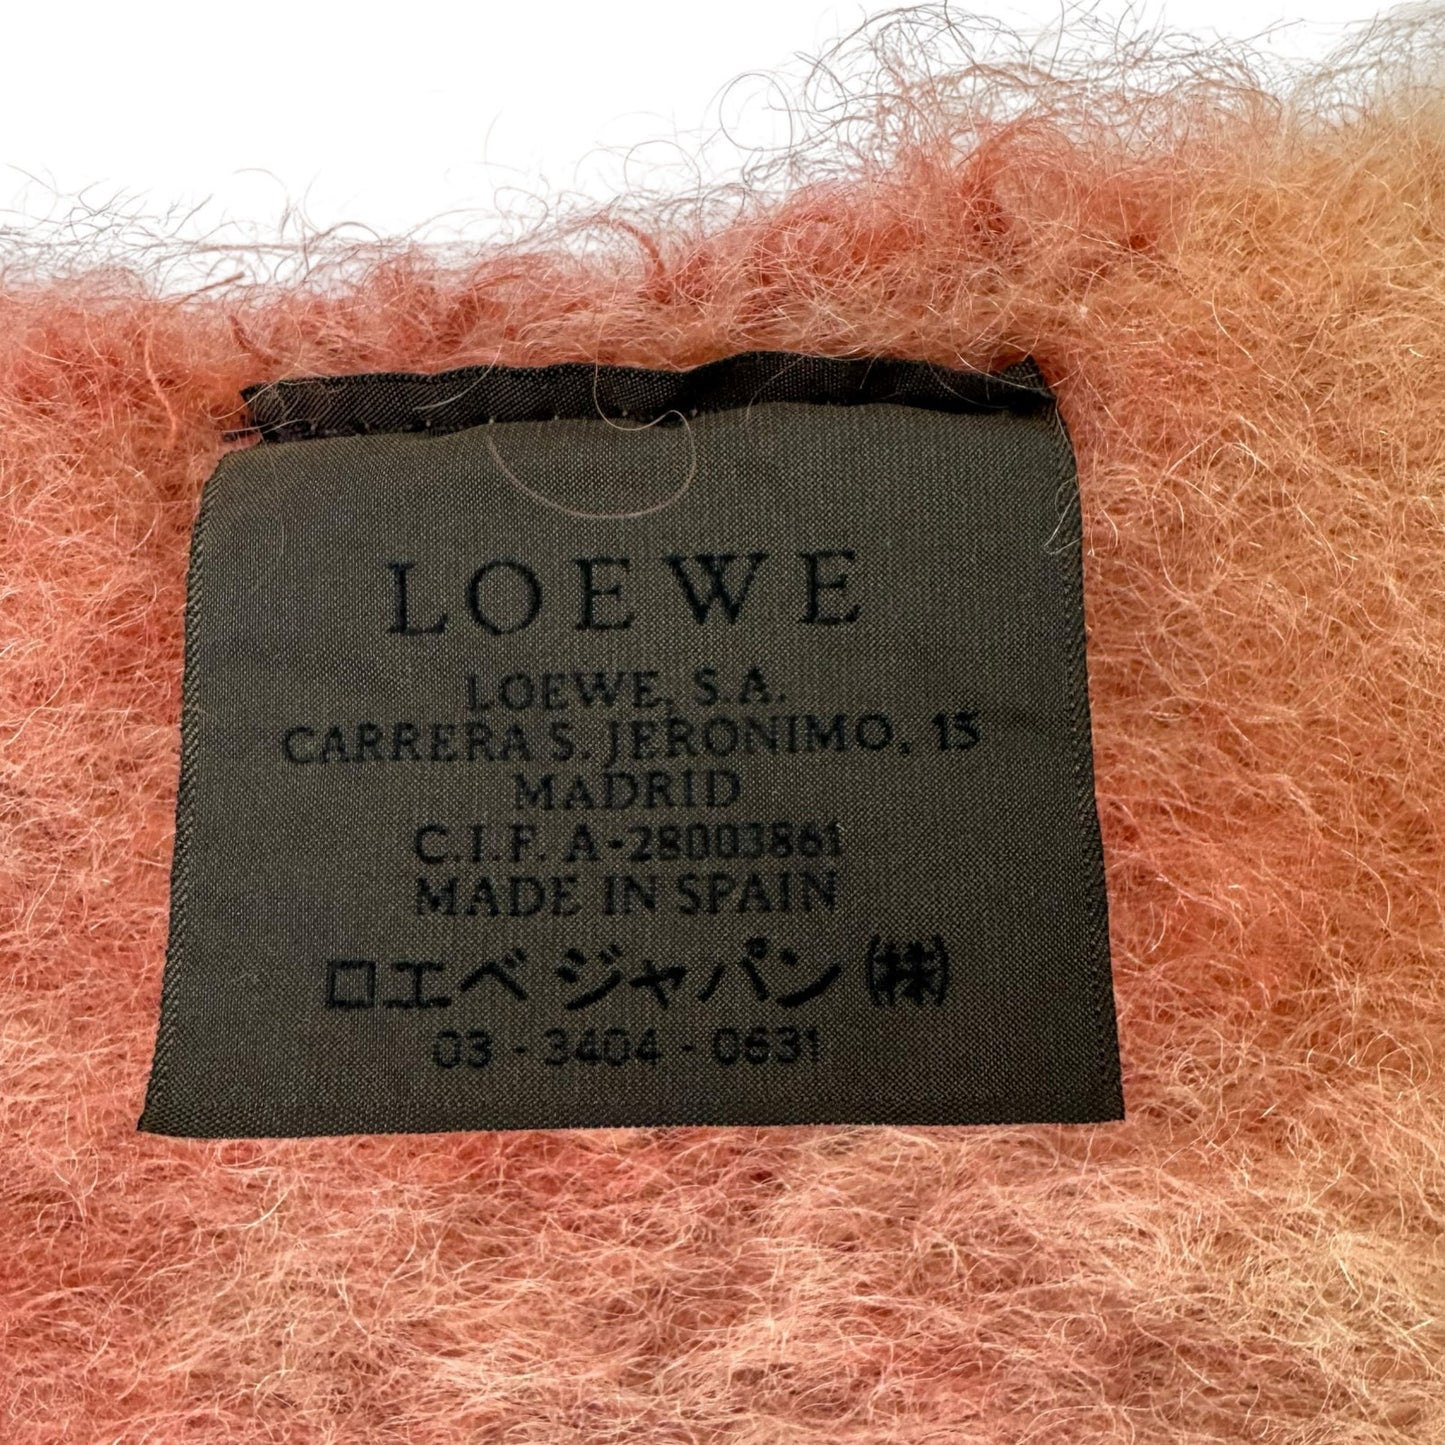 LOEWE
LOEWE, S.A.
CARRERA S. JERONIMO, 15
MADRID
C.I.F. A-28003861
MADE IN SPAIN
ロエベ ジャパン (株)
03-3404-0631